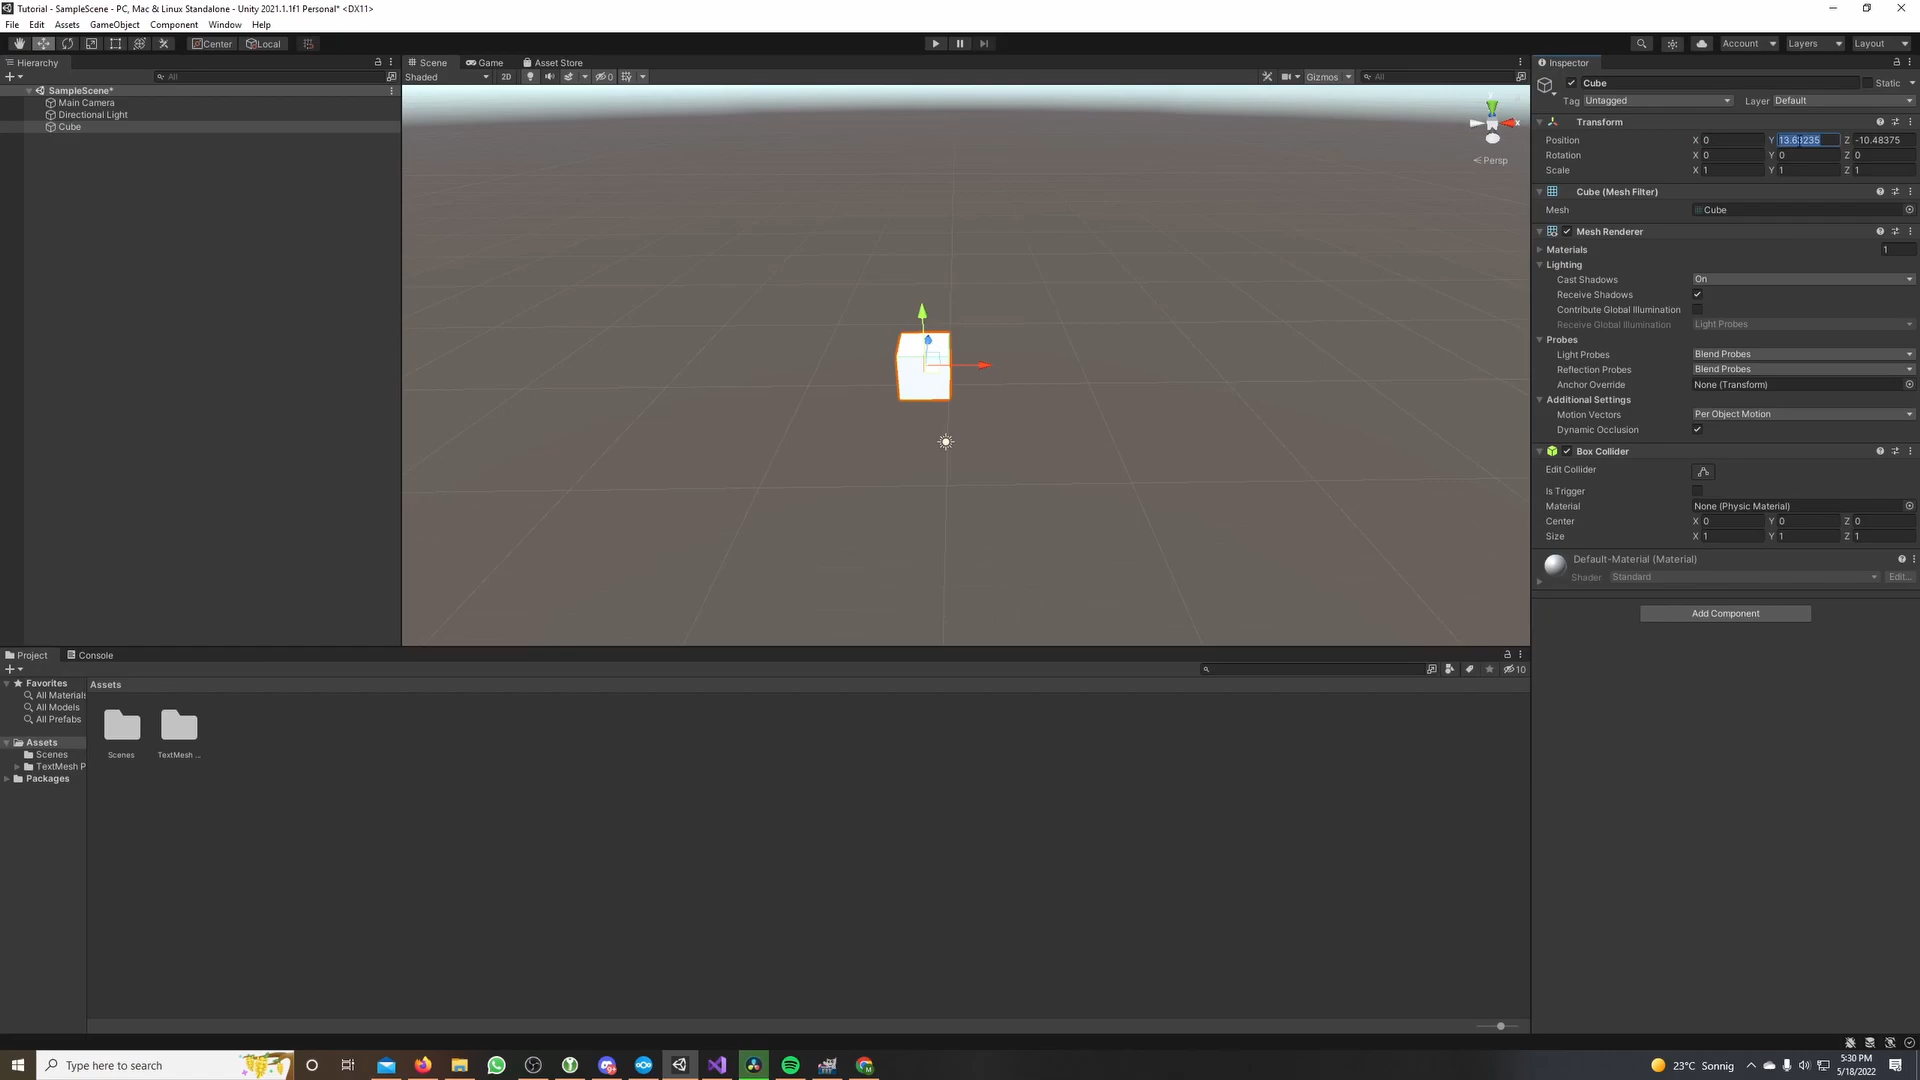 Tutorial - SampleScene - PC, Mac & Linux Standalone - Unity 2021.1.1f1 Personal* <DX11>
File Edit Assets GameObject Component Window Help
Center Local Account Layers Layout
Hierarchy
All
SampleScene*
Main Camera
Directional Light
Cube
Scene Game Asset Store
Shaded 2D 0 Gizmos All
y
x
Persp
Inspector
Cube Static
Tag Untagged Layer Default
Transform
Position X 0 Y 13.63235 Z -10.48375
Rotation X 0 Y 0 Z 0
Scale X 1 Y 1 Z 1
Cube (Mesh Filter)
Mesh Cube
Mesh Renderer
Materials 1
Lighting
Cast Shadows On
Receive Shadows
Contribute Global Illumination
Receive Global Illumination Light Probes
Probes
Light Probes Blend Probes
Reflection Probes Blend Probes
Anchor Override None (Transform)
Additional Settings
Motion Vectors Per Object Motion
Dynamic Occlusion
Box Collider
Edit Collider
Is Trigger
Material None (Physic Material)
Center X 0 Y 0 Z 0
Size X 1 Y 1 Z 1
Default-Material (Material)
Shader Standard Edit...
Add Component
Project Console
10
Favorites
All Materials
All Models
All Prefabs
Assets
Scenes
TextMesh P
Packages
Assets
Scenes TextMesh ...
Type here to search
23°C Sonnig
5:30 PM
5/18/2022